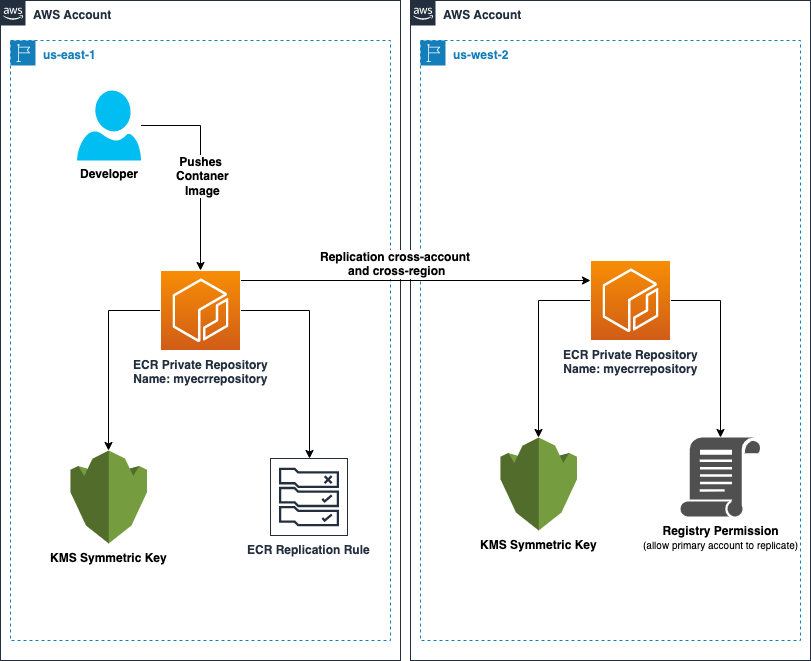 aws
AWS Account
us-east-1
Developer
Pushes
Contaner
Image
Replication cross-account
and cross-region
ECR Private Repository
Name: myecrrepository
KMS Symmetric Key
ECR Replication Rule
aws
AWS Account
us-west-2
ECR Private Repository
Name: myecrrepository
KMS Symmetric Key
Registry Permission
(allow primary account to replicate)